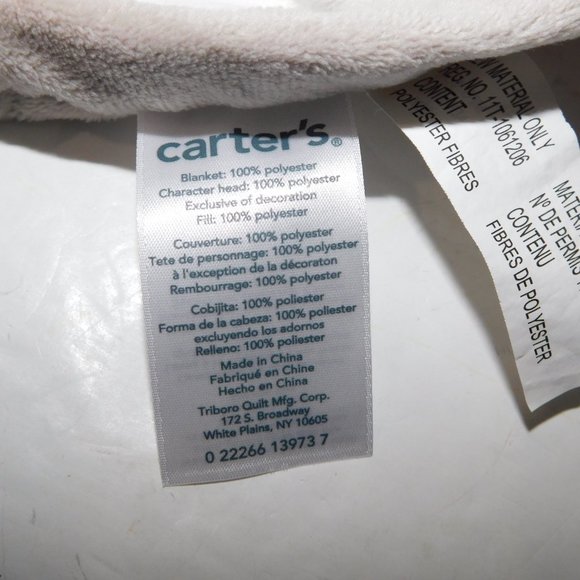 carter's®
Blanket: 100% polyester
Character head: 100% polyester
Exclusive of decoration
Fill: 100% polyester
Couverture: 100% polyester
Tete de personnage: 100% polyester
à l'exception de la décoraton
Rembourrage: 100% polyester
Cobijita: 100% poliester
Forma de la cabeza: 100% poliester
excluyendo los adornos
Relleno: 100% poliester
Made in China
Fabriqué en Chine
Hecho en China
Triboro Quilt Mfg. Corp.
172 S. Broadway
White Plains, NY 10605
0 22266 13973 7
MATERIAL ONLY
REG. NO. 11T-1061206
CONTENT
POLYESTER FIBRES
Nº DE PERMIS
CONTENU
FIBRES DE POLYESTER